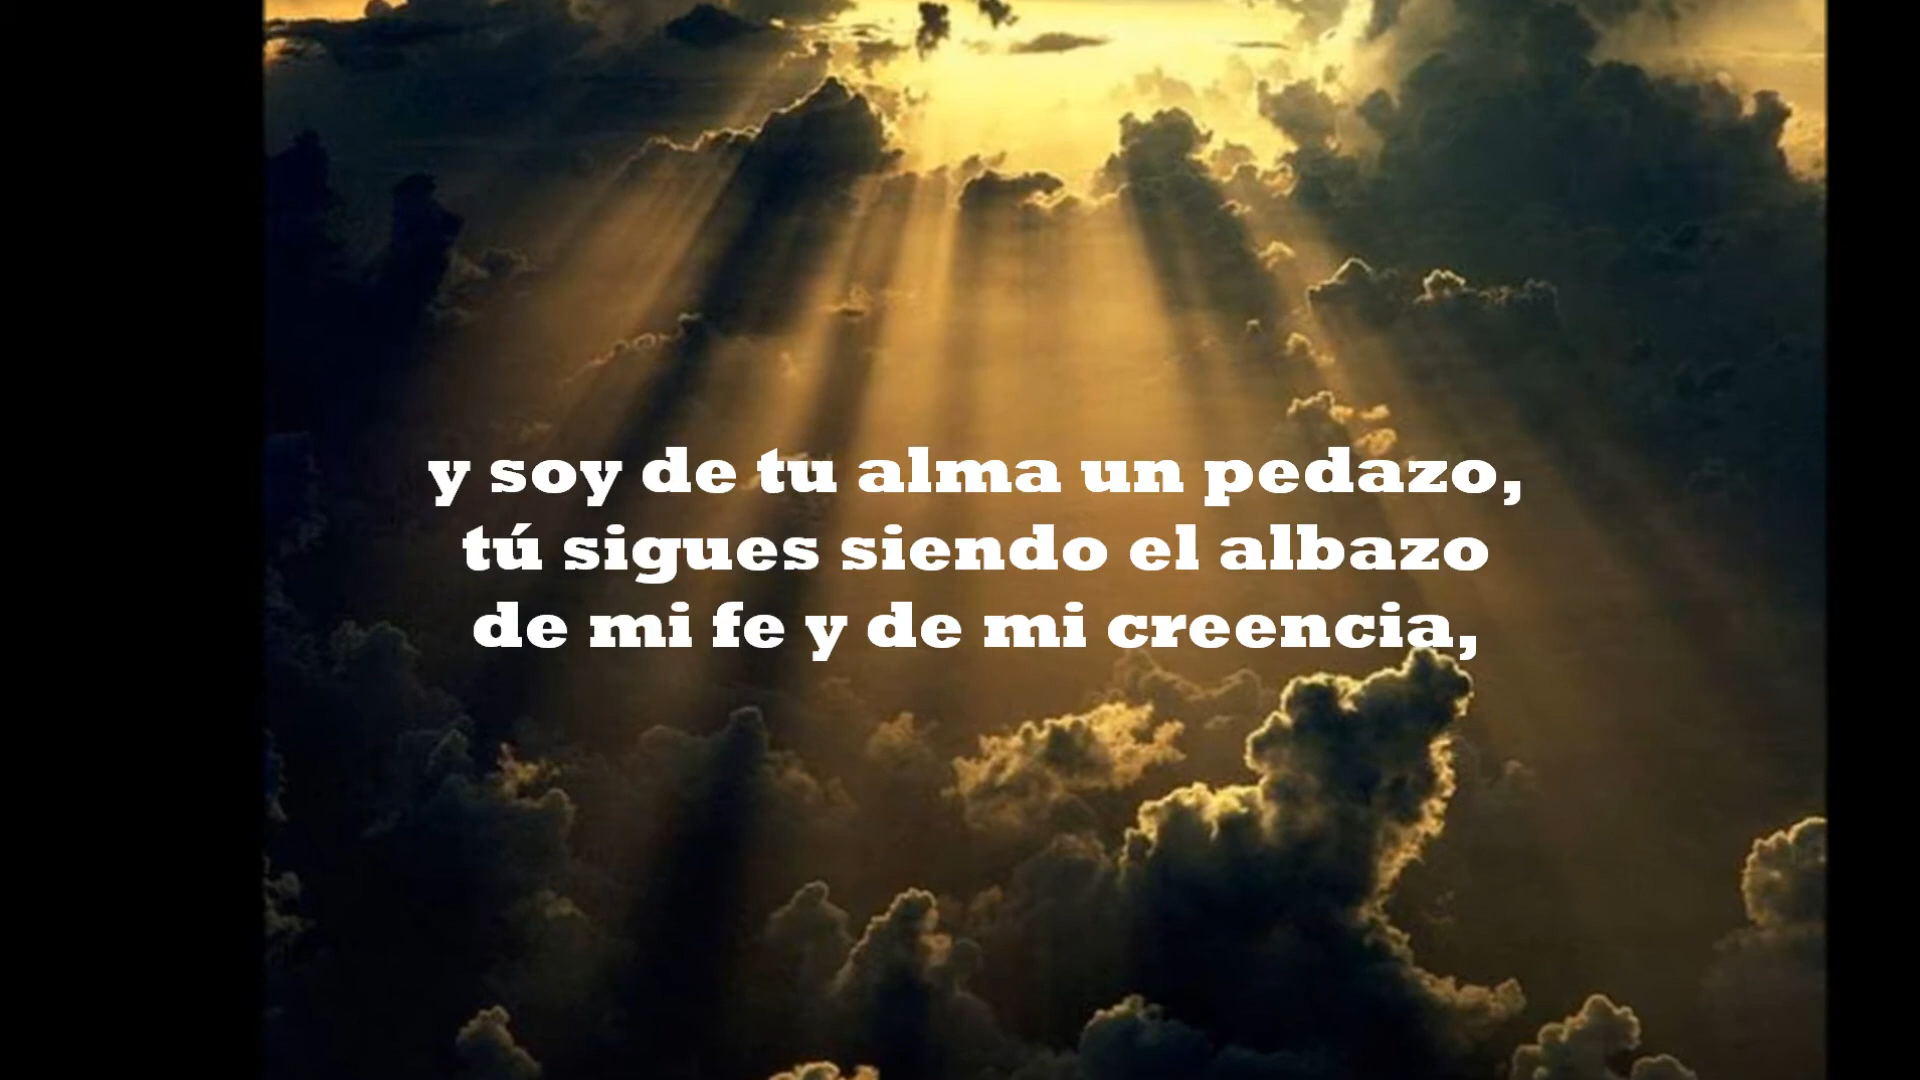 y soy de tu alma un pedazo,
tú sigues siendo el albazo
de mi fe y de mi creencia,